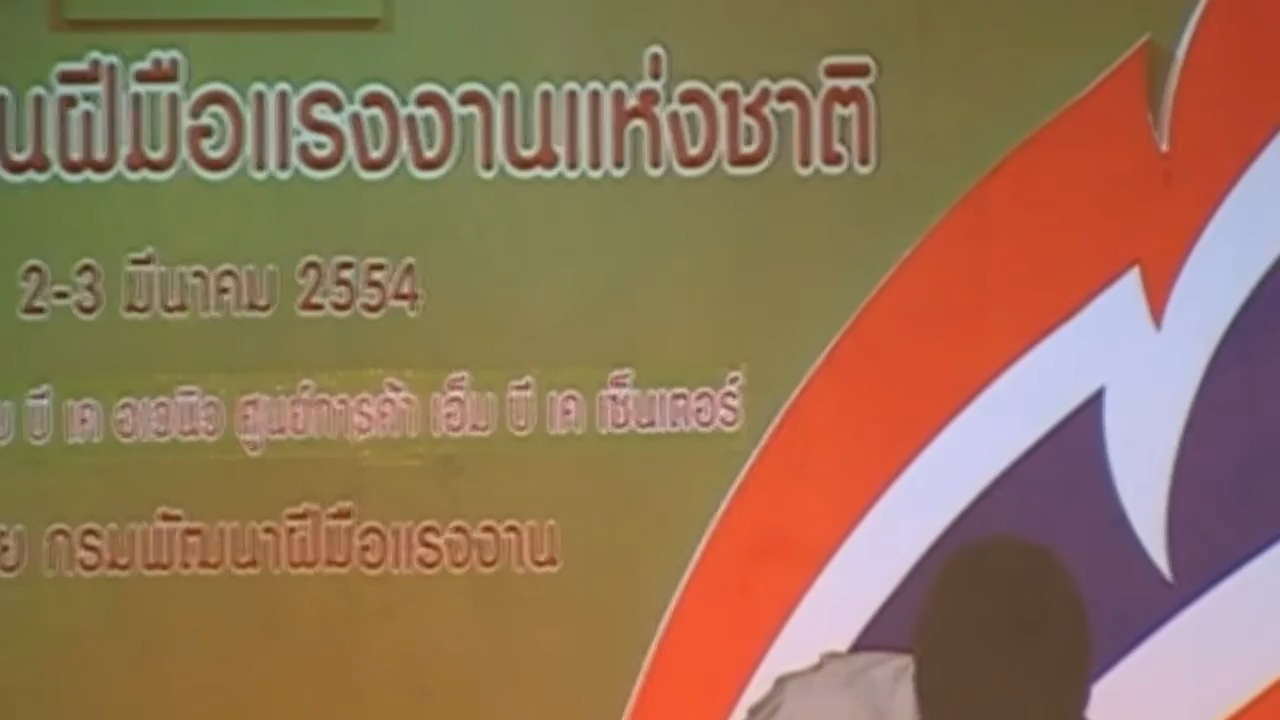 ฝีมือแรงงานแห่งชาติ
2-3 มีนาคม 2554
บี เค อเวนิว ศูนย์การค้า เอ็ม บี เค เซ็นเตอร์
กรมพัฒนาฝีมือแรงงาน